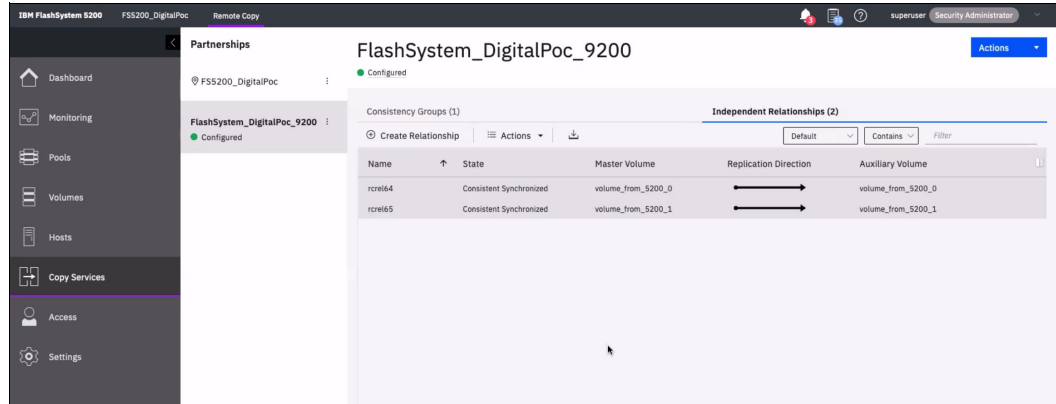 IBM FlashSystem 5200 FS5200_DigitalPoc Remote Copy superuser Security Administrator
Partnerships
FlashSystem_DigitalPoc_9200
Configured
Actions
Dashboard
Monitoring
Pools
Volumes
Hosts
Copy Services
Access
Settings
FS5200_DigitalPoc
FlashSystem_DigitalPoc_9200
Configured
Consistency Groups (1) Independent Relationships (2)
Create Relationship Actions Default Contains Filter
Name State Master Volume Replication Direction Auxiliary Volume
rcrel64 Consistent Synchronized volume_from_5200_0 volume_from_5200_0
rcrel65 Consistent Synchronized volume_from_5200_1 volume_from_5200_1